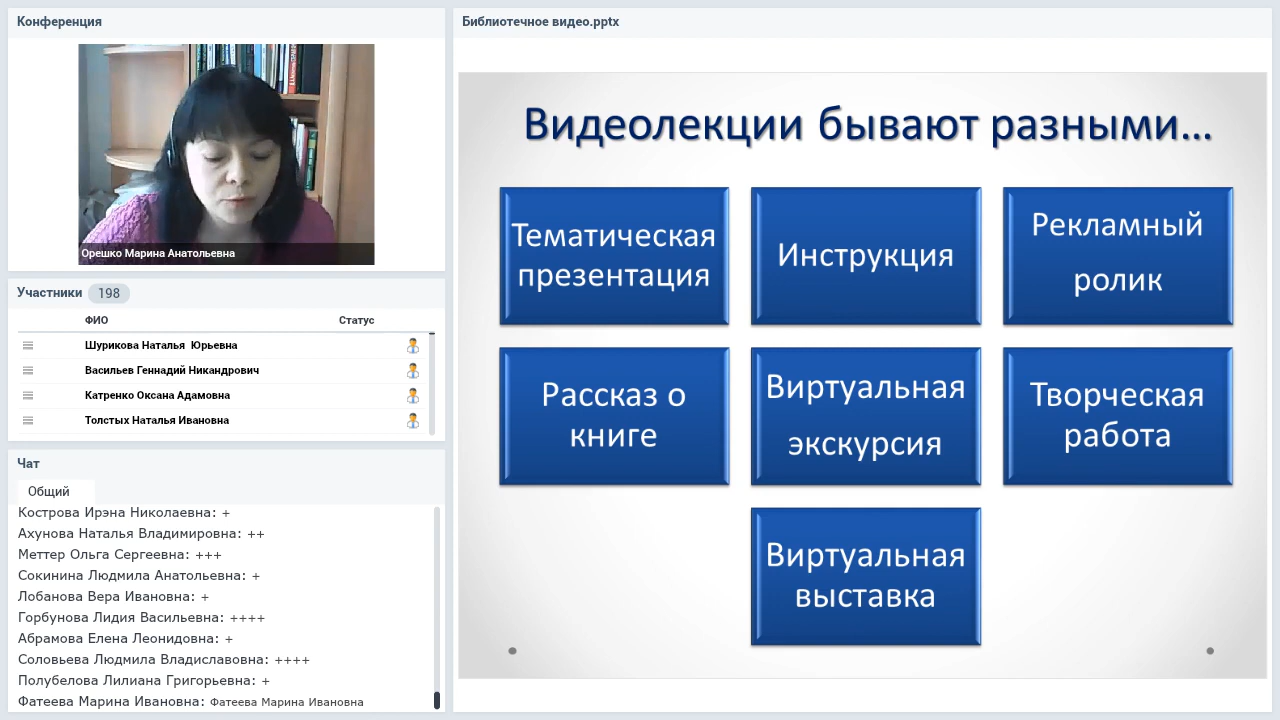 Конференция
Орешко Марина Анатольевна
Участники 198
ФИО Статус
Шурикова Наталья Юрьевна
Васильев Геннадий Никандрович
Катренко Оксана Адамовна
Толстых Наталья Ивановна
Чат
Общий
Кострова Ирэна Николаевна: +
Ахунова Наталья Владимировна: ++
Меттер Ольга Сергеевна: +++
Сокинина Людмила Анатольевна: +
Лобанова Вера Ивановна: +
Горбунова Лидия Васильевна: ++++
Абрамова Елена Леонидовна: +
Соловьева Людмила Владиславовна: ++++
Полубелова Лилиана Григорьевна: +
Фатеева Марина Ивановна: Фатеева Марина Ивановна
Библиотечное видео.pptx
Видеолекции бывают разными...
Тематическая
презентация
Инструкция
Рекламный
ролик
Рассказ о
книге
Виртуальная
экскурсия
Творческая
работа
Виртуальная
выставка